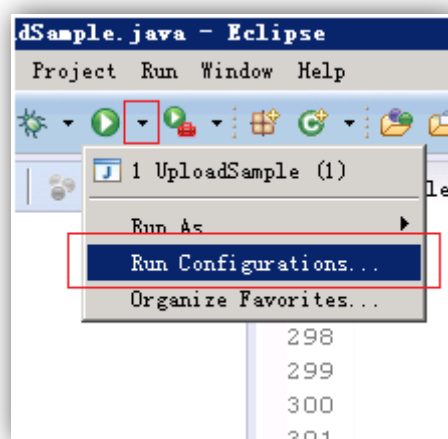 dSample.java - Eclipse
Project Run Window Help
1 UploadSample (1)
Run As
Run Configurations...
Organize Favorites...
298
299
300
301